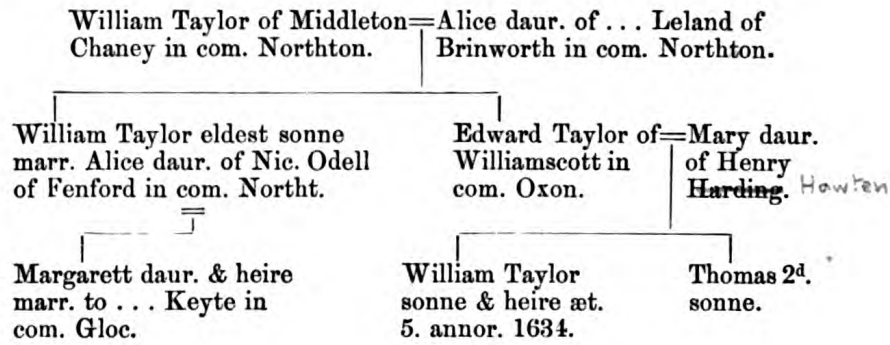 William Taylor of Middleton=Alice daur. of . . . Leland of
Chaney in com. Northton. Brinworth in com. Northton.
William Taylor eldest sonne
marr. Alice daur. of Nic. Odell
of Fenford in com. Northt.
Edward Taylor of=Mary daur.
Williamscott in of Henry
com. Oxon. Harding. Hawten
Margarett daur. & heire
marr. to . . . Keyte in
com. Gloc.
William Taylor
sonne & heire æt.
5. annor. 1634.
Thomas 2d.
sonne.